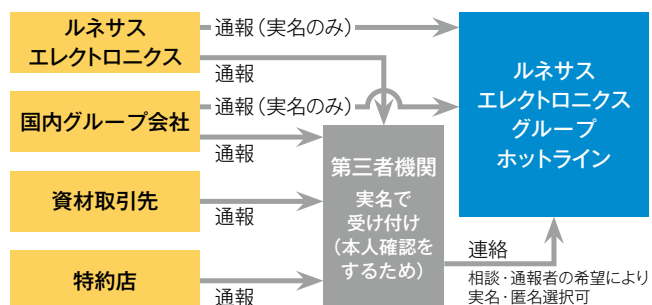 ルネサス
エレクトロニクス
通報（実名のみ）
通報
国内グループ会社
通報（実名のみ）
通報
資材取引先
通報
特約店
通報
第三者機関
実名で
受け付け
（本人確認を
するため）
ルネサス
エレクトロニクス
グループ
ホットライン
連絡
相談・通報者の希望により
実名・匿名選択可